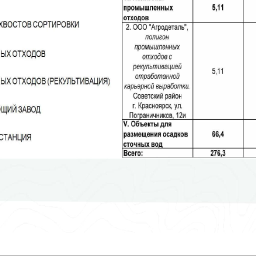 промышленных
отходов
5,11
ХВОСТОВ СОРТИРОВКИ
ЫХ ОТХОДОВ
ЫХ ОТХОДОВ (РЕКУЛЬТИВАЦИЯ)
ЮЩИЙ ЗАВОД
СТАНЦИЯ
2. ООО "Агродеталь",
полигон
промышленных
отходов с
рекультивацией
отработанной
карьерной выработки.
Советский район
г. Красноярск, ул.
Пограничников, 12и
5,11
V. Объекты для
размещения осадков
сточных вод
66,4
Всего:
276,3